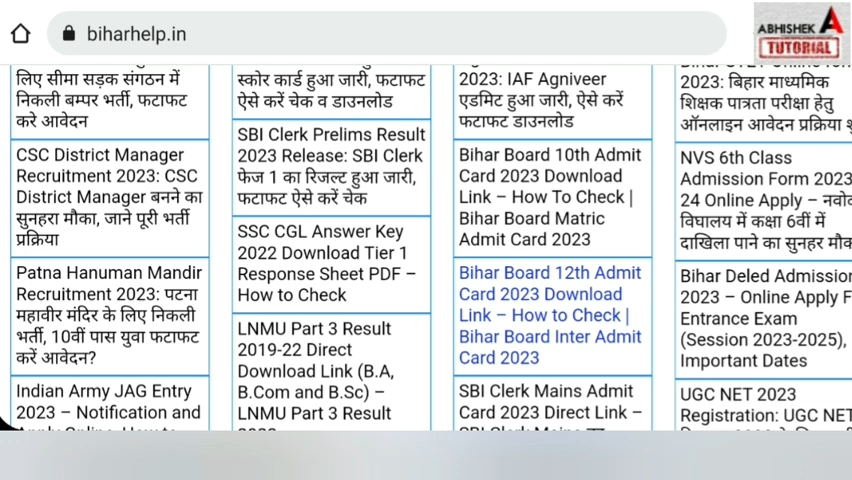 biharhelp.in
ABHISHEK A
TUTORIAL
लिए सीमा सड़क संगठन में
निकली बम्पर भर्ती, फटाफट
करे आवेदन
CSC District Manager
Recruitment 2023: CSC
District Manager बनने का
सुनहरा मौका, जाने पूरी भर्ती
प्रक्रिया
Patna Hanuman Mandir
Recruitment 2023: पटना
महावीर मंदिर के लिए निकली
भर्ती, 10वीं पास युवा फटाफट
करें आवेदन?
Indian Army JAG Entry
2023 – Notification and
स्कोर कार्ड हुआ जारी, फटाफट
ऐसे करें चेक व डाउनलोड
SBI Clerk Prelims Result
2023 Release: SBI Clerk
फेज 1 का रिजल्ट हुआ जारी,
फटाफट ऐसे करें चेक
SSC CGL Answer Key
2022 Download Tier 1
Response Sheet PDF –
How to Check
LNMU Part 3 Result
2019-22 Direct
Download Link (B.A,
B.Com and B.Sc) –
LNMU Part 3 Result
2023: IAF Agniveer
एडमिट हुआ जारी, ऐसे करें
फटाफट डाउनलोड
Bihar Board 10th Admit
Card 2023 Download
Link – How To Check |
Bihar Board Matric
Admit Card 2023
Bihar Board 12th Admit
Card 2023 Download
Link – How to Check |
Bihar Board Inter Admit
Card 2023
SBI Clerk Mains Admit
Card 2023 Direct Link –
2023: बिहार माध्यमिक
शिक्षक पात्रता परीक्षा हेतु
ऑनलाइन आवेदन प्रक्रिया
NVS 6th Class
Admission Form 2023
24 Online Apply –
विघालय में कक्षा 6वीं में
दाखिला पाने का सुनहर
Bihar Deled Admission
2023 – Online Apply F
Entrance Exam
(Session 2023-2025),
Important Dates
UGC NET 2023
Registration: UGC NET